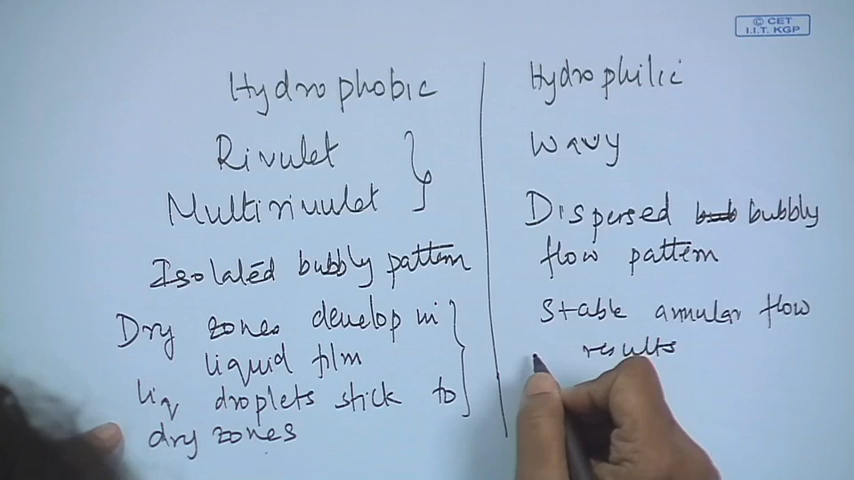 © CET
I.I.T. KGP
Hydrophobic
Rivulet
Multirivulet
Isolated bubbly pattern
Dry zones develop in
liquid film
liq droplets stick to
dry zones
Hydrophilic
Wavy
Dispersed bubbly
flow pattern
Stable annular flow
results